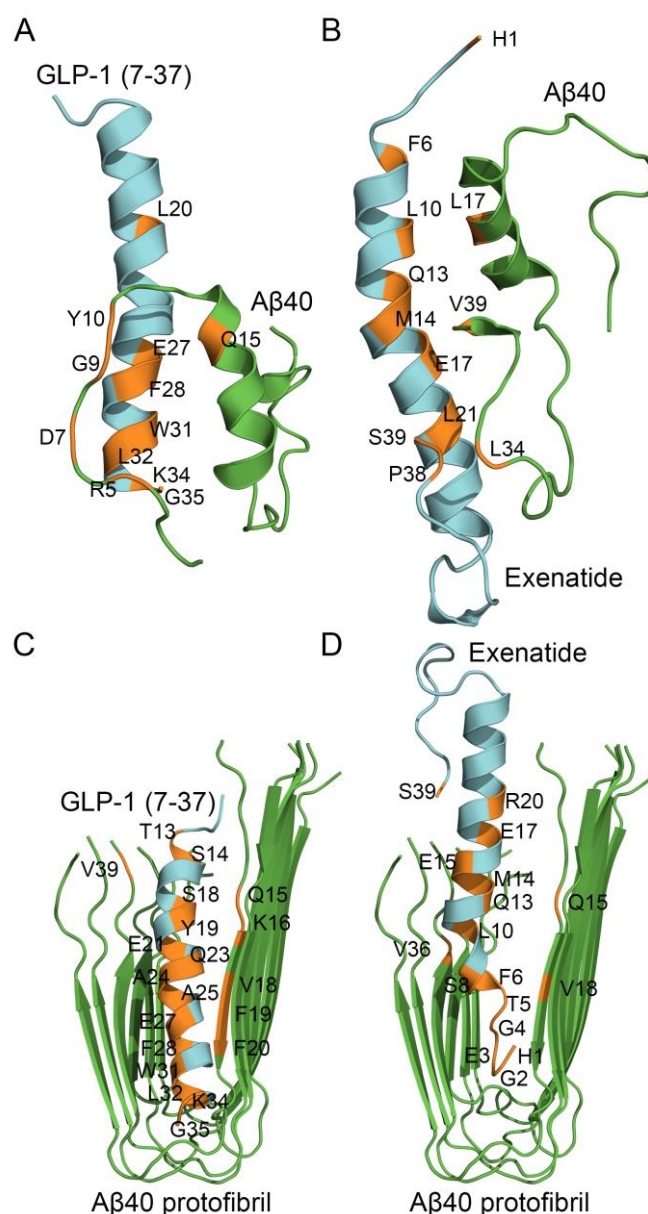 A
GLP-1 (7-37)
L20
Aβ40
Y10
Q15
E27
G9
F28
D7
W31
L32
K34
R5
G35
B
H1
Aβ40
F6
L17
L10
Q13
V39
M14
E17
L21
S39
L34
P38
Exenatide
C
GLP-1 (7-37)
T13
S14
V39
S18
Q15
Y19
K16
E21
Q23
A24
A25
V18
E27
F19
F28
F20
W31
L32
K34
G35
Aβ40 protofibril
D
Exenatide
S39
R20
E17
E15
M14
Q13
Q15
L10
V36
F6
S8
V18
T5
G4
E3
H1
G2
Aβ40 protofibril